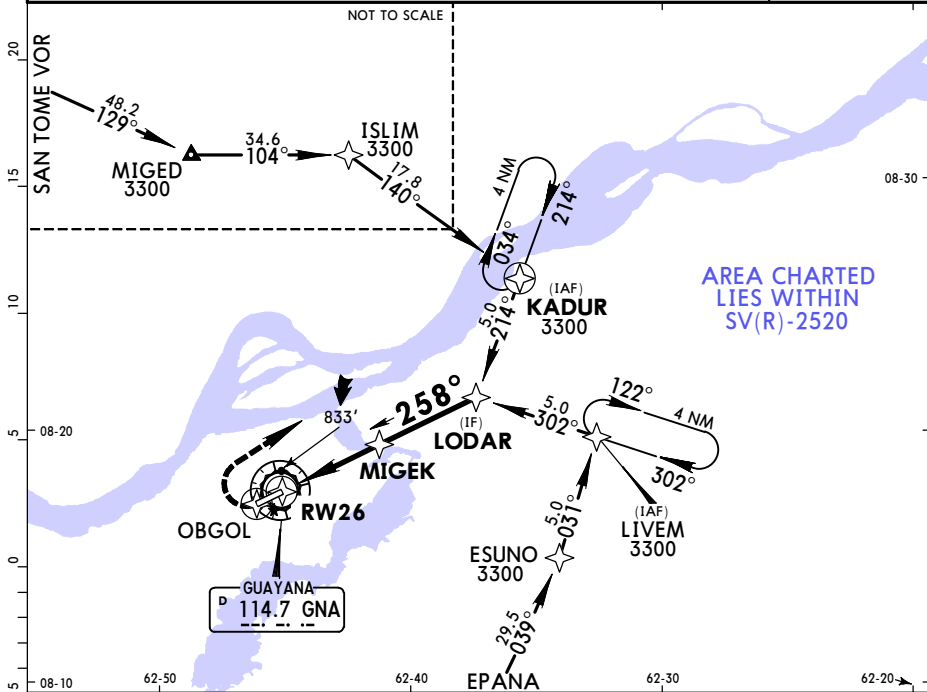 NOT TO SCALE
20
15
10
5
0
5
SAN TOME VOR
48.2
129°
MIGED
3300
34.6
104°
ISLIM
3300
17.8
140°
4 NM
034°
214°
08-30
(IAF)
KADUR
3300
5.0
214°
AREA CHARTED
LIES WITHIN
SV(R)-2520
08-20
833'
258°
(IF)
LODAR
MIGEK
5.0
302°
122°
4 NM
302°
(IAF)
LIVEM
3300
RW26
OBGOL
5.0
031°
ESUNO
3300
GUAYANA
D 114.7 GNA
29.5
039°
EPANA
08-10
62-50
62-40
62-30
62-20